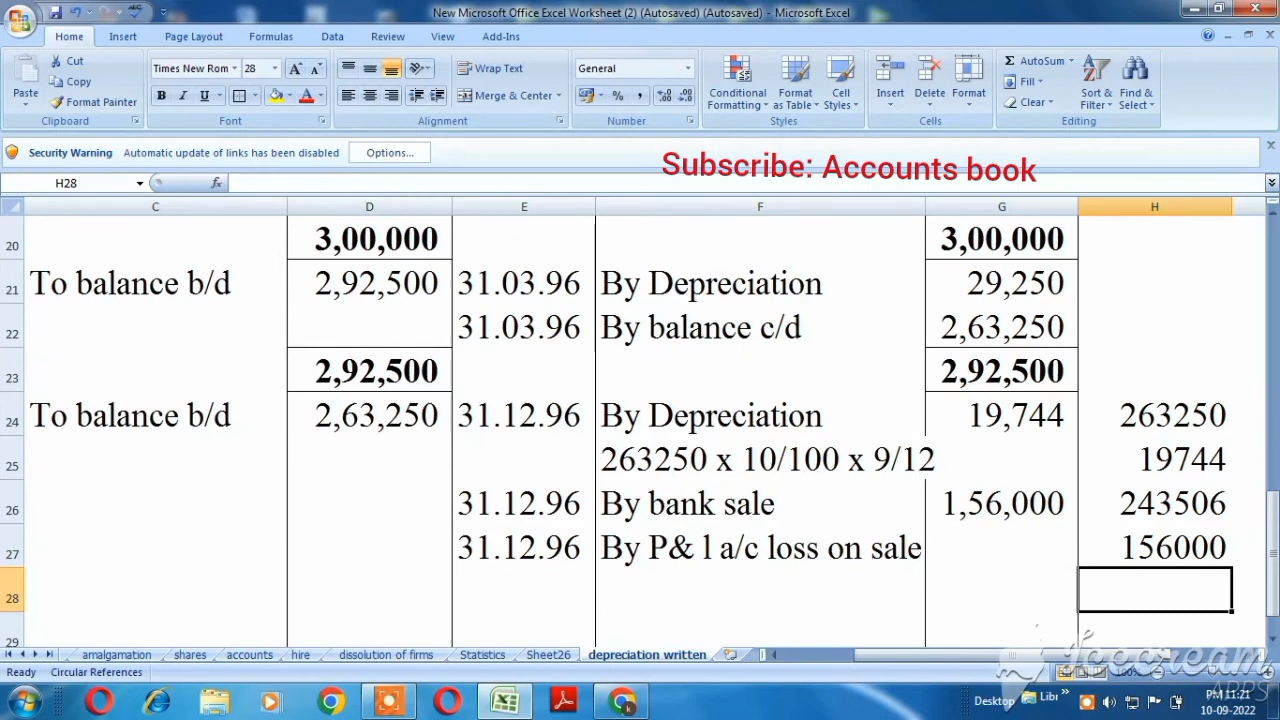 New Microsoft Office Excel Worksheet (2) (Autosaved) (Autosaved) - Microsoft Excel
Home Insert Page Layout Formulas Data Review View Add-Ins
Paste Cut Copy Format Painter Clipboard
Times New Rom 28 A A B I U A Font
Wrap Text Merge & Center Alignment
General % , Number
Conditional Formatting Format as Table Cell Styles Styles
Insert Delete Format Cells
Σ AutoSum Fill Clear Sort & Filter Find & Select Editing
Security Warning Automatic update of links has been disabled Options...
Subscribe: Accounts book
H28 fx
C D E F G H
20 3,00,000 3,00,000
21 To balance b/d 2,92,500 31.03.96 By Depreciation 29,250
22 31.03.96 By balance c/d 2,63,250
23 2,92,500 2,92,500
24 To balance b/d 2,63,250 31.12.96 By Depreciation 19,744 263250
25 263250 x 10/100 x 9/12 19744
26 31.12.96 By bank sale 1,56,000 243506
27 31.12.96 By P& l a/c loss on sale 156000
28
29
amalgamation shares accounts hire dissolution of firms Statistics Sheet26 depreciation written
Ready Circular References 100%
Icecream
APPS
Desktop Libr » PM 11:21
10-09-2022